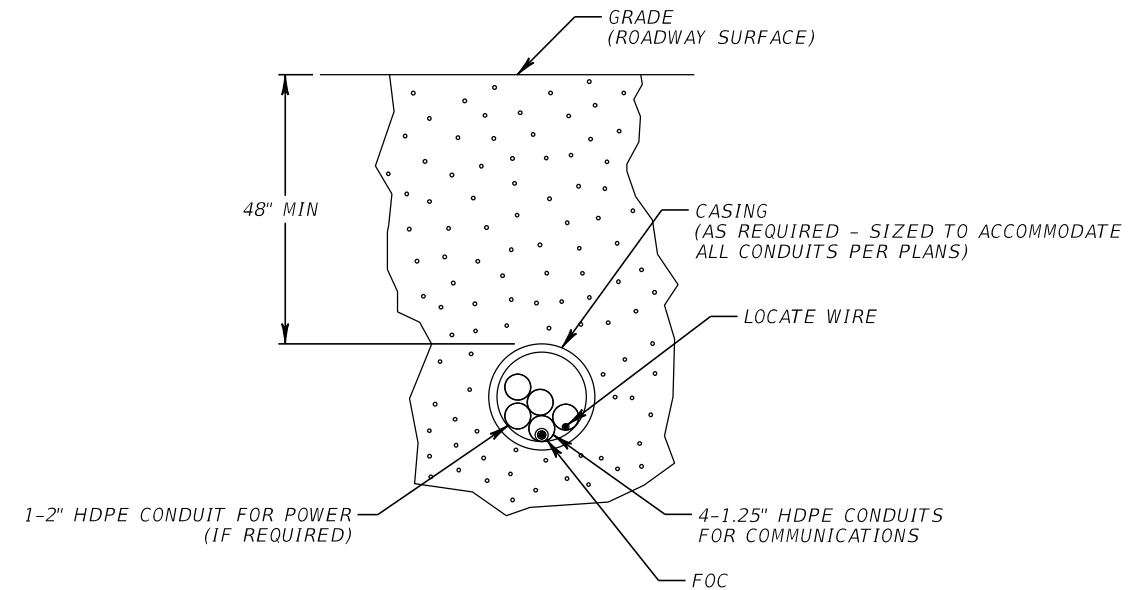 GRADE
(ROADWAY SURFACE)
48" MIN
CASING
(AS REQUIRED - SIZED TO ACCOMMODATE
ALL CONDUITS PER PLANS)
LOCATE WIRE
1-2" HDPE CONDUIT FOR POWER
(IF REQUIRED)
4-1.25" HDPE CONDUITS
FOR COMMUNICATIONS
FOC